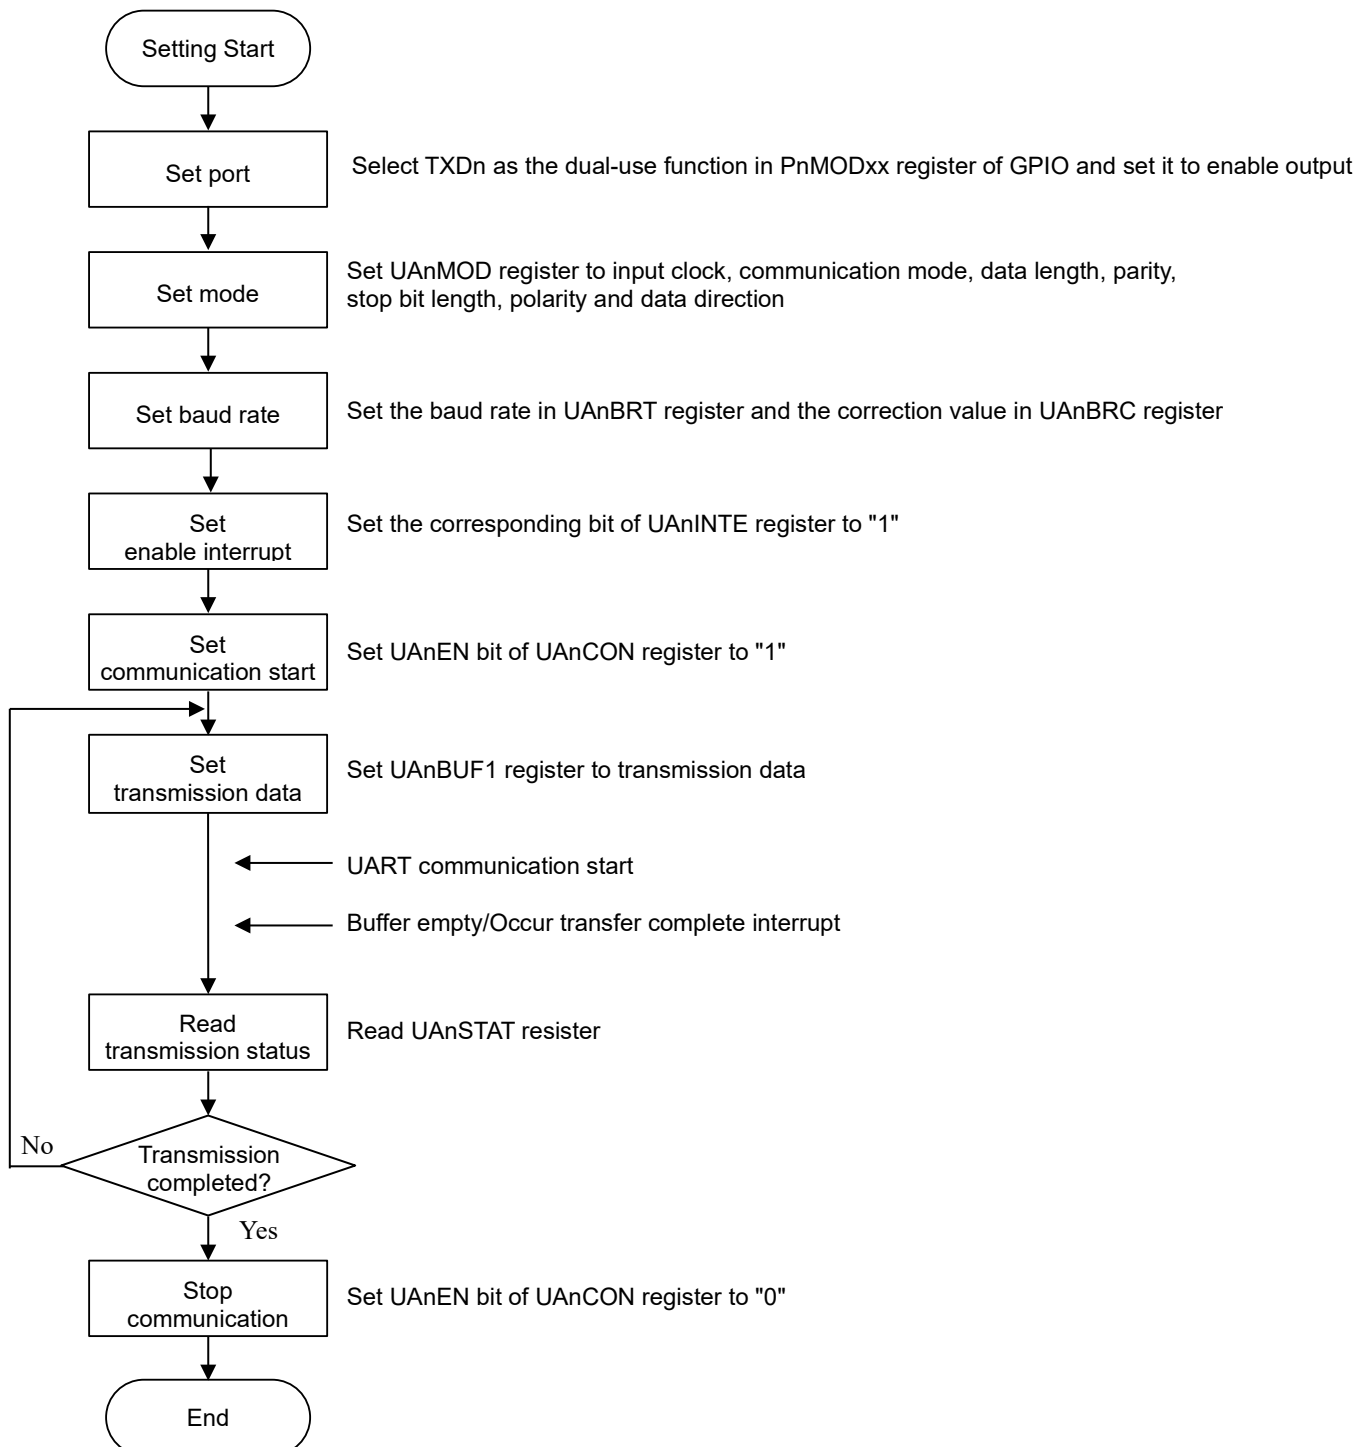 Setting Start
Set port
Select TXDn as the dual-use function in PnMODxx register of GPIO and set it to enable output
Set mode
Set UAnMOD register to input clock, communication mode, data length, parity,
stop bit length, polarity and data direction
Set baud rate
Set the baud rate in UAnBRT register and the correction value in UAnBRC register
Set
enable interrupt
Set the corresponding bit of UAnINTE register to "1"
Set
communication start
Set UAnEN bit of UAnCON register to "1"
Set
transmission data
Set UAnBUF1 register to transmission data
UART communication start
Buffer empty/Occur transfer complete interrupt
Read
transmission status
Read UAnSTAT resister
No
Transmission
completed?
Yes
Stop
communication
Set UAnEN bit of UAnCON register to "0"
End